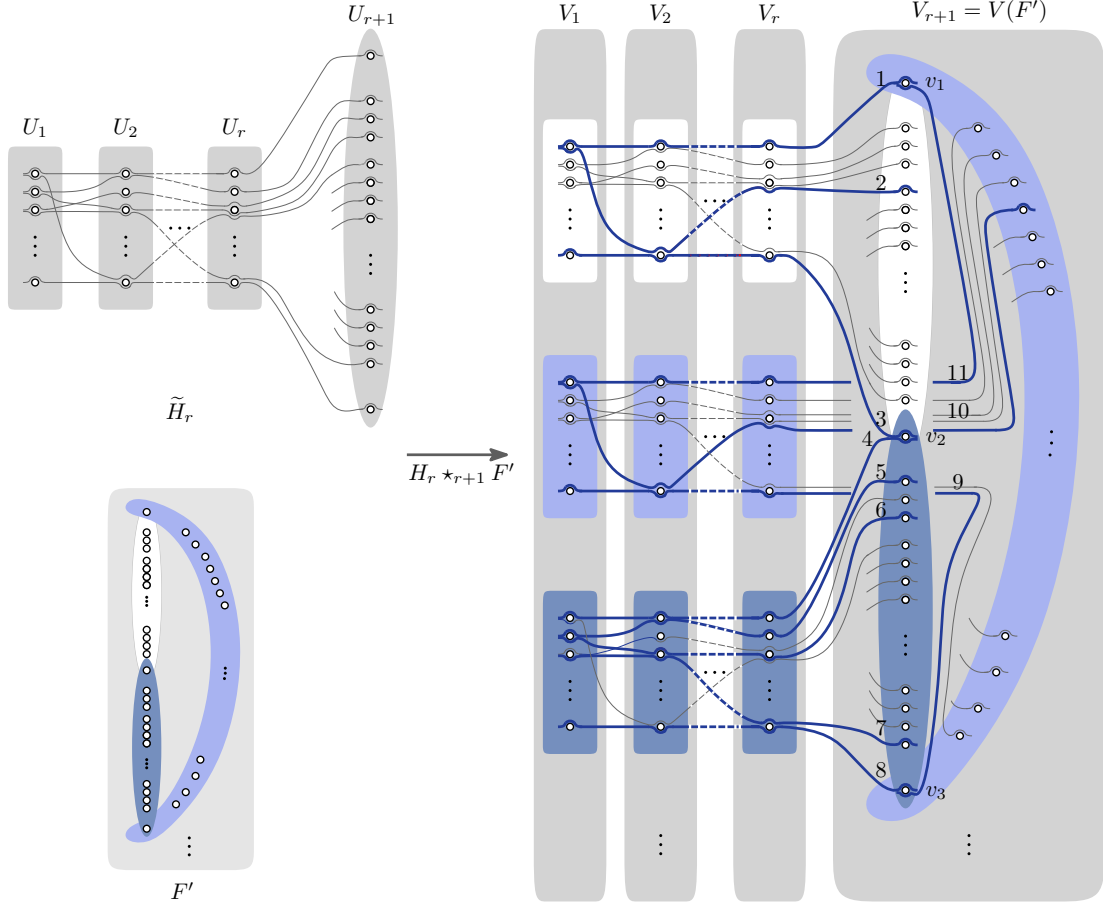 U_{r+1}
U_1 U_2 U_r
\widetilde{H}_r
F′
H_r ⋆_{r+1} F′
V_1 V_2 V_r V_{r+1} = V(F′)
1 v_1
2
11
3 10
4 v_2
5 9
6
7
8 v_3